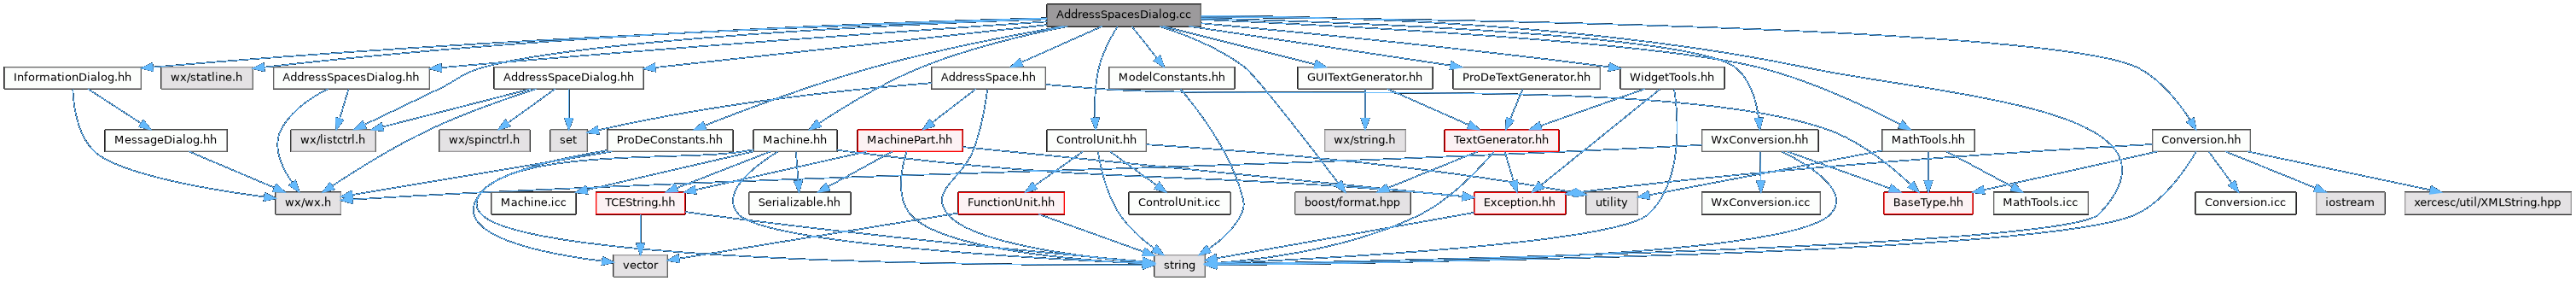 AddressSpacesDialog.cc
InformationDialog.hh
wx/statline.h
AddressSpacesDialog.hh
AddressSpaceDialog.hh
AddressSpace.hh
ModelConstants.hh
GUITextGenerator.hh
ProDeTextGenerator.hh
WidgetTools.hh
MessageDialog.hh
wx/listctrl.h
wx/spinctrl.h
set
ProDeConstants.hh
Machine.hh
MachinePart.hh
ControlUnit.hh
wx/string.h
TextGenerator.hh
WxConversion.hh
MathTools.hh
Conversion.hh
wx/wx.h
Machine.icc
TCEString.hh
Serializable.hh
FunctionUnit.hh
ControlUnit.icc
boost/format.hpp
Exception.hh
utility
WxConversion.icc
BaseType.hh
MathTools.icc
Conversion.icc
iostream
xercesc/util/XMLString.hpp
vector
string